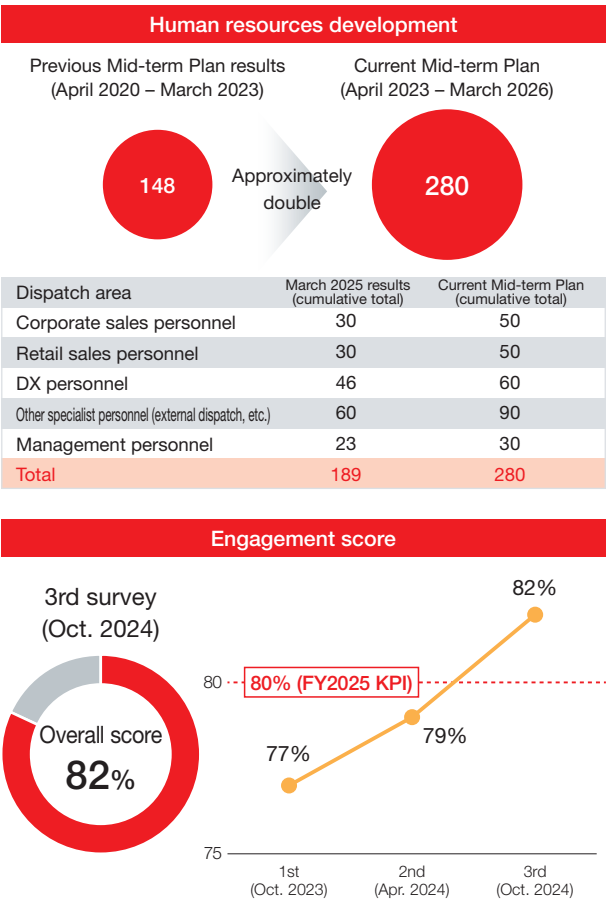 Human resources development
Previous Mid-term Plan results
(April 2020 – March 2023)
Current Mid-term Plan
(April 2023 – March 2026)
148
Approximately
double
280
Dispatch area
March 2025 results
(cumulative total)
Current Mid-term Plan
(cumulative total)
Corporate sales personnel 30 50
Retail sales personnel 30 50
DX personnel 46 60
Other specialist personnel (external dispatch, etc.) 60 90
Management personnel 23 30
Total 189 280
Engagement score
3rd survey
(Oct. 2024)
Overall score
82%
82%
80
80% (FY2025 KPI)
79%
77%
75
1st
(Oct. 2023)
2nd
(Apr. 2024)
3rd
(Oct. 2024)